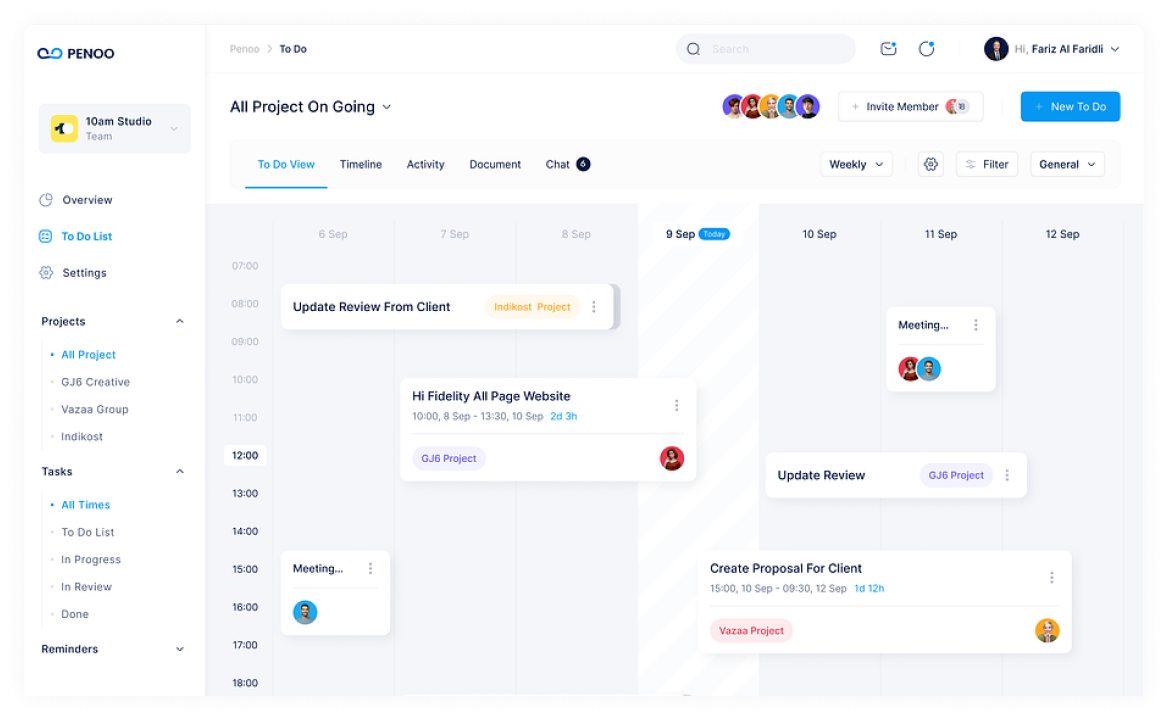 PENOO
Penoo > To Do
Search
Hi, Fariz Al Faridli
10am Studio
Team
All Project On Going
+ Invite Member
+ New To Do
Overview
To Do List
Settings
Projects
All Project
GJ6 Creative
Vazaa Group
Indikost
Tasks
All Times
To Do List
In Progress
In Review
Done
Reminders
To Do View
Timeline
Activity
Document
Chat 6
Weekly
Filter
General
6 Sep
7 Sep
8 Sep
9 Sep Today
10 Sep
11 Sep
12 Sep
07:00
08:00
09:00
10:00
11:00
12:00
13:00
14:00
15:00
16:00
17:00
18:00
Update Review From Client
Indikost Project
Meeting...
Hi Fidelity All Page Website
10:00, 8 Sep - 13:30, 10 Sep 2d 3h
GJ6 Project
Update Review
GJ6 Project
Meeting...
Create Proposal For Client
15:00, 10 Sep - 09:30, 12 Sep 1d 12h
Vazaa Project